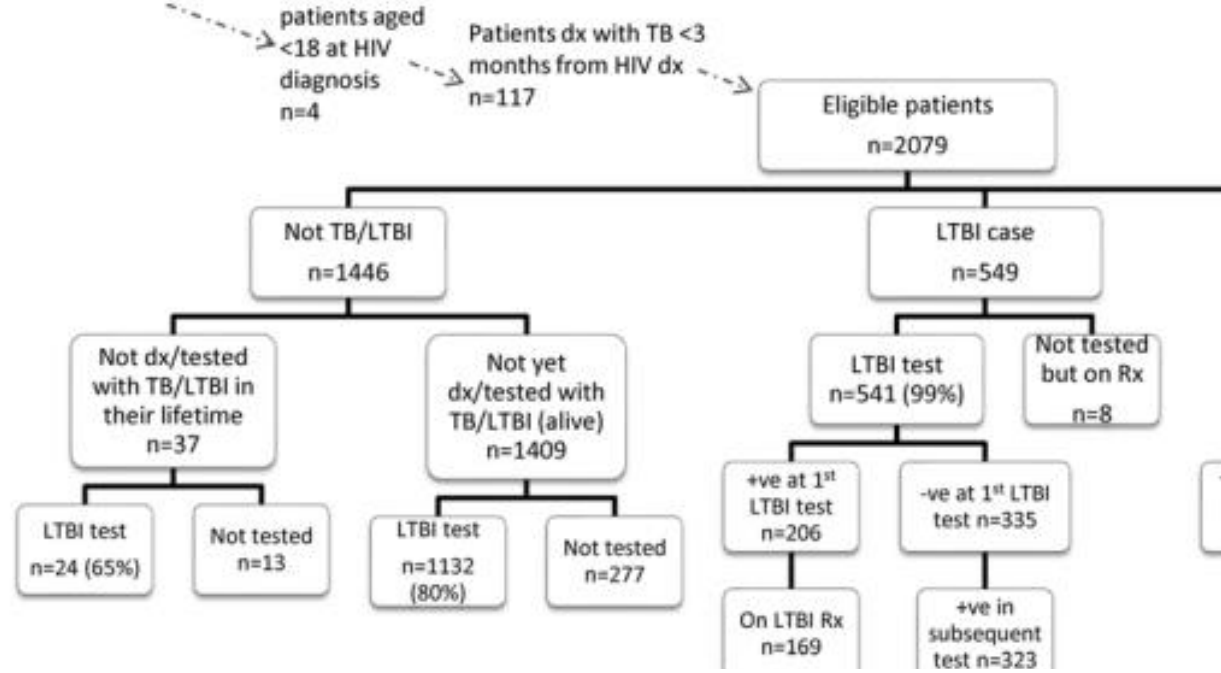 patients aged
<18 at HIV
diagnosis
n=4
Patients dx with TB <3
months from HIV dx
n=117
Eligible patients
n=2079
Not TB/LTBI
n=1446
LTBI case
n=549
Not dx/tested
with TB/LTBI in
their lifetime
n=37
Not yet
dx/tested with
TB/LTBI (alive)
n=1409
LTBI test
n=541 (99%)
Not tested
but on Rx
n=8
LTBI test
n=24 (65%)
Not tested
n=13
LTBI test
n=1132
(80%)
Not tested
n=277
+ve at 1st
LTBI test
n=206
-ve at 1st LTBI
test n=335
On LTBI Rx
n=169
+ve in
subsequent
test n=323